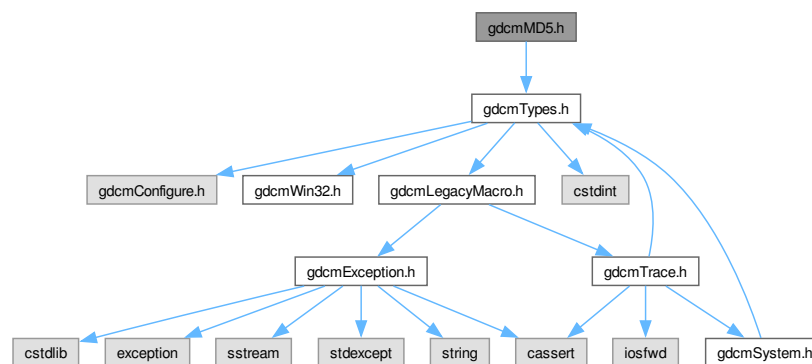 gdcmMD5.h
gdcmTypes.h
gdcmConfigure.h
gdcmWin32.h
gdcmLegacyMacro.h
cstdint
gdcmException.h
gdcmTrace.h
cstdlib
exception
sstream
stdexcept
string
cassert
iosfwd
gdcmSystem.h